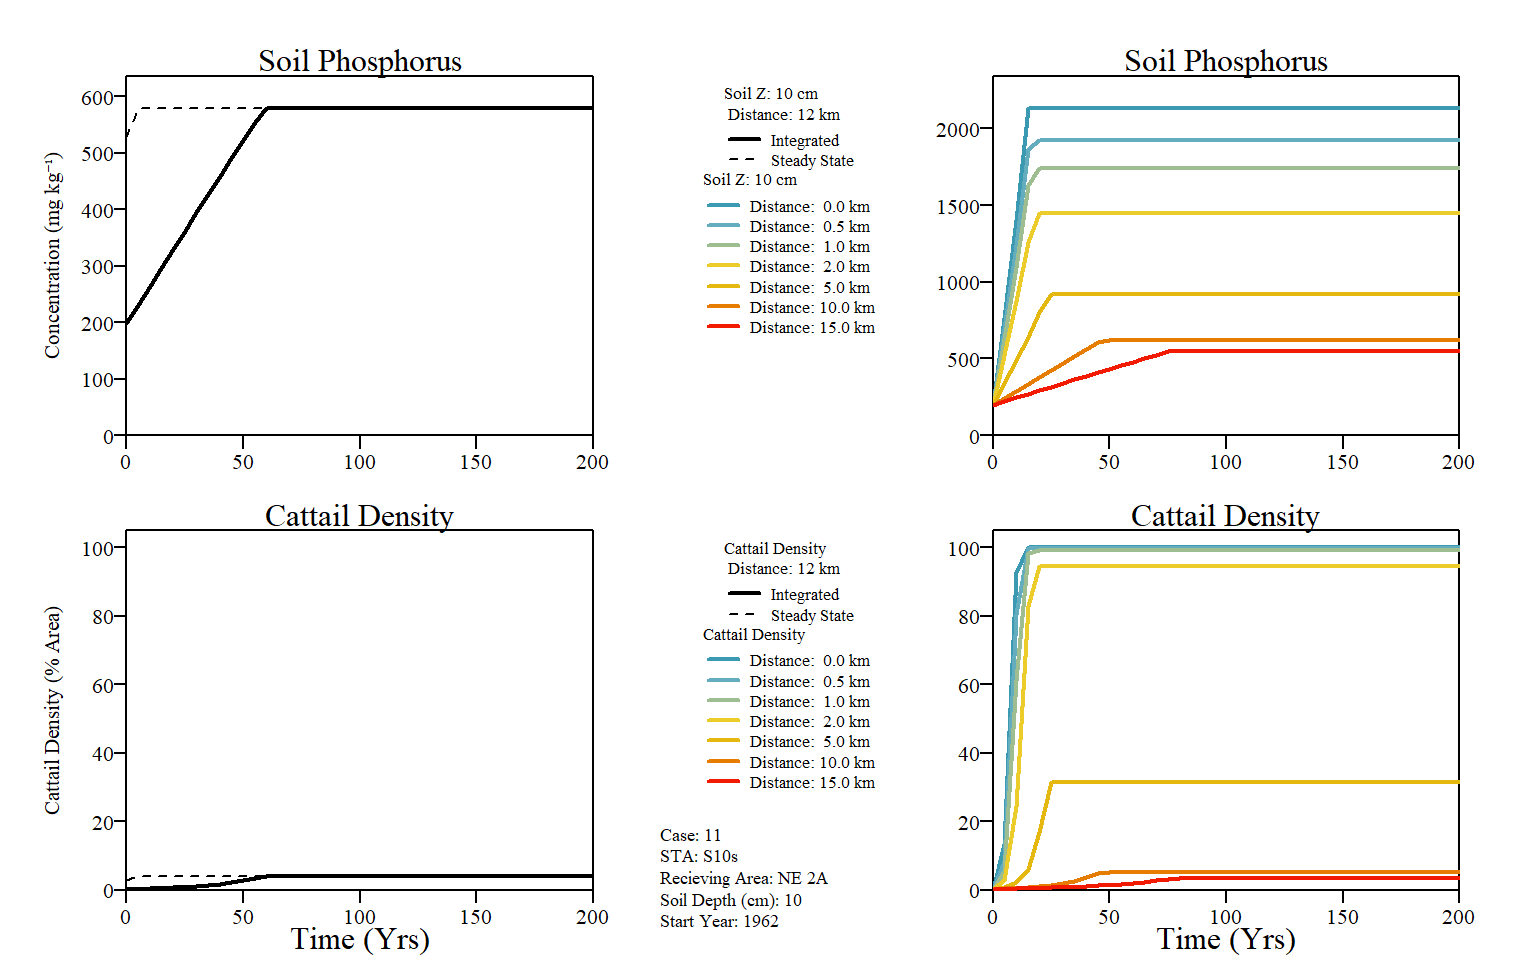 Soil Phosphorus
Concentration (mg kg⁻¹)
600
500
400
300
200
100
0
0 50 100 150 200
Soil Z: 10 cm
Distance: 12 km
Integrated
Steady State
Soil Z: 10 cm
Distance: 0.0 km
Distance: 0.5 km
Distance: 1.0 km
Distance: 2.0 km
Distance: 5.0 km
Distance: 10.0 km
Distance: 15.0 km
Soil Phosphorus
2000
1500
1000
500
0
0 50 100 150 200
Cattail Density
Cattail Density (% Area)
100
80
60
40
20
0
0 50 100 150 200
Time (Yrs)
Cattail Density
Distance: 12 km
Integrated
Steady State
Cattail Density
Distance: 0.0 km
Distance: 0.5 km
Distance: 1.0 km
Distance: 2.0 km
Distance: 5.0 km
Distance: 10.0 km
Distance: 15.0 km
Case: 11
STA: S10s
Recieving Area: NE 2A
Soil Depth (cm): 10
Start Year: 1962
Cattail Density
100
80
60
40
20
0
0 50 100 150 200
Time (Yrs)